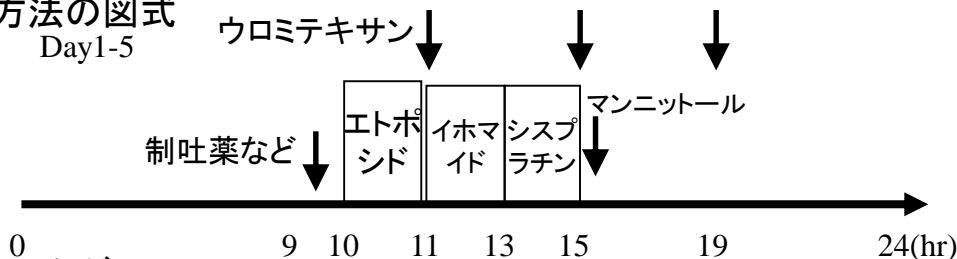 方法の図式
Day1-5
ウロミテキサン
マンニットール
制吐薬など
エトポ
シド
イホマ
イド
シスプ
ラチン
0 9 10 11 13 15 19 24(hr)